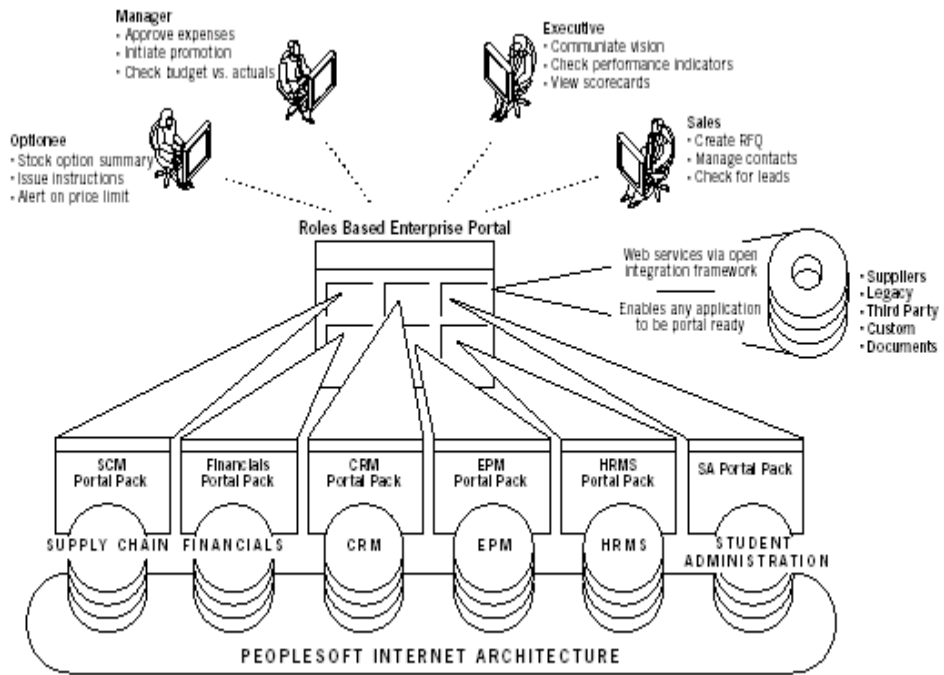 Manager
• Approve expenses
• Initiate promotion
• Check budget vs. actuals
Executive
• Communiate vision
• Check performance indicators
• View scorecards
Optionee
• Stock option summary
• Issue instructions
• Alert on price limit
Sales
• Create RFQ
• Manage contacts
• Check for leads
Roles Based Enterprise Portal
Web services via open
integration framework
Enables any application
to be portal ready
• Suppliers
• Legacy
• Third Party
• Custom
• Documents
SCM
Portal Pack
Financials
Portal Pack
CRM
Portal Pack
EPM
Portal Pack
HRMS
Portal Pack
SA Portal Pack
SUPPLY CHAIN
FINANCIALS
CRM
EPM
HRMS
STUDENT
ADMINISTRATION
PEOPLESOFT INTERNET ARCHITECTURE